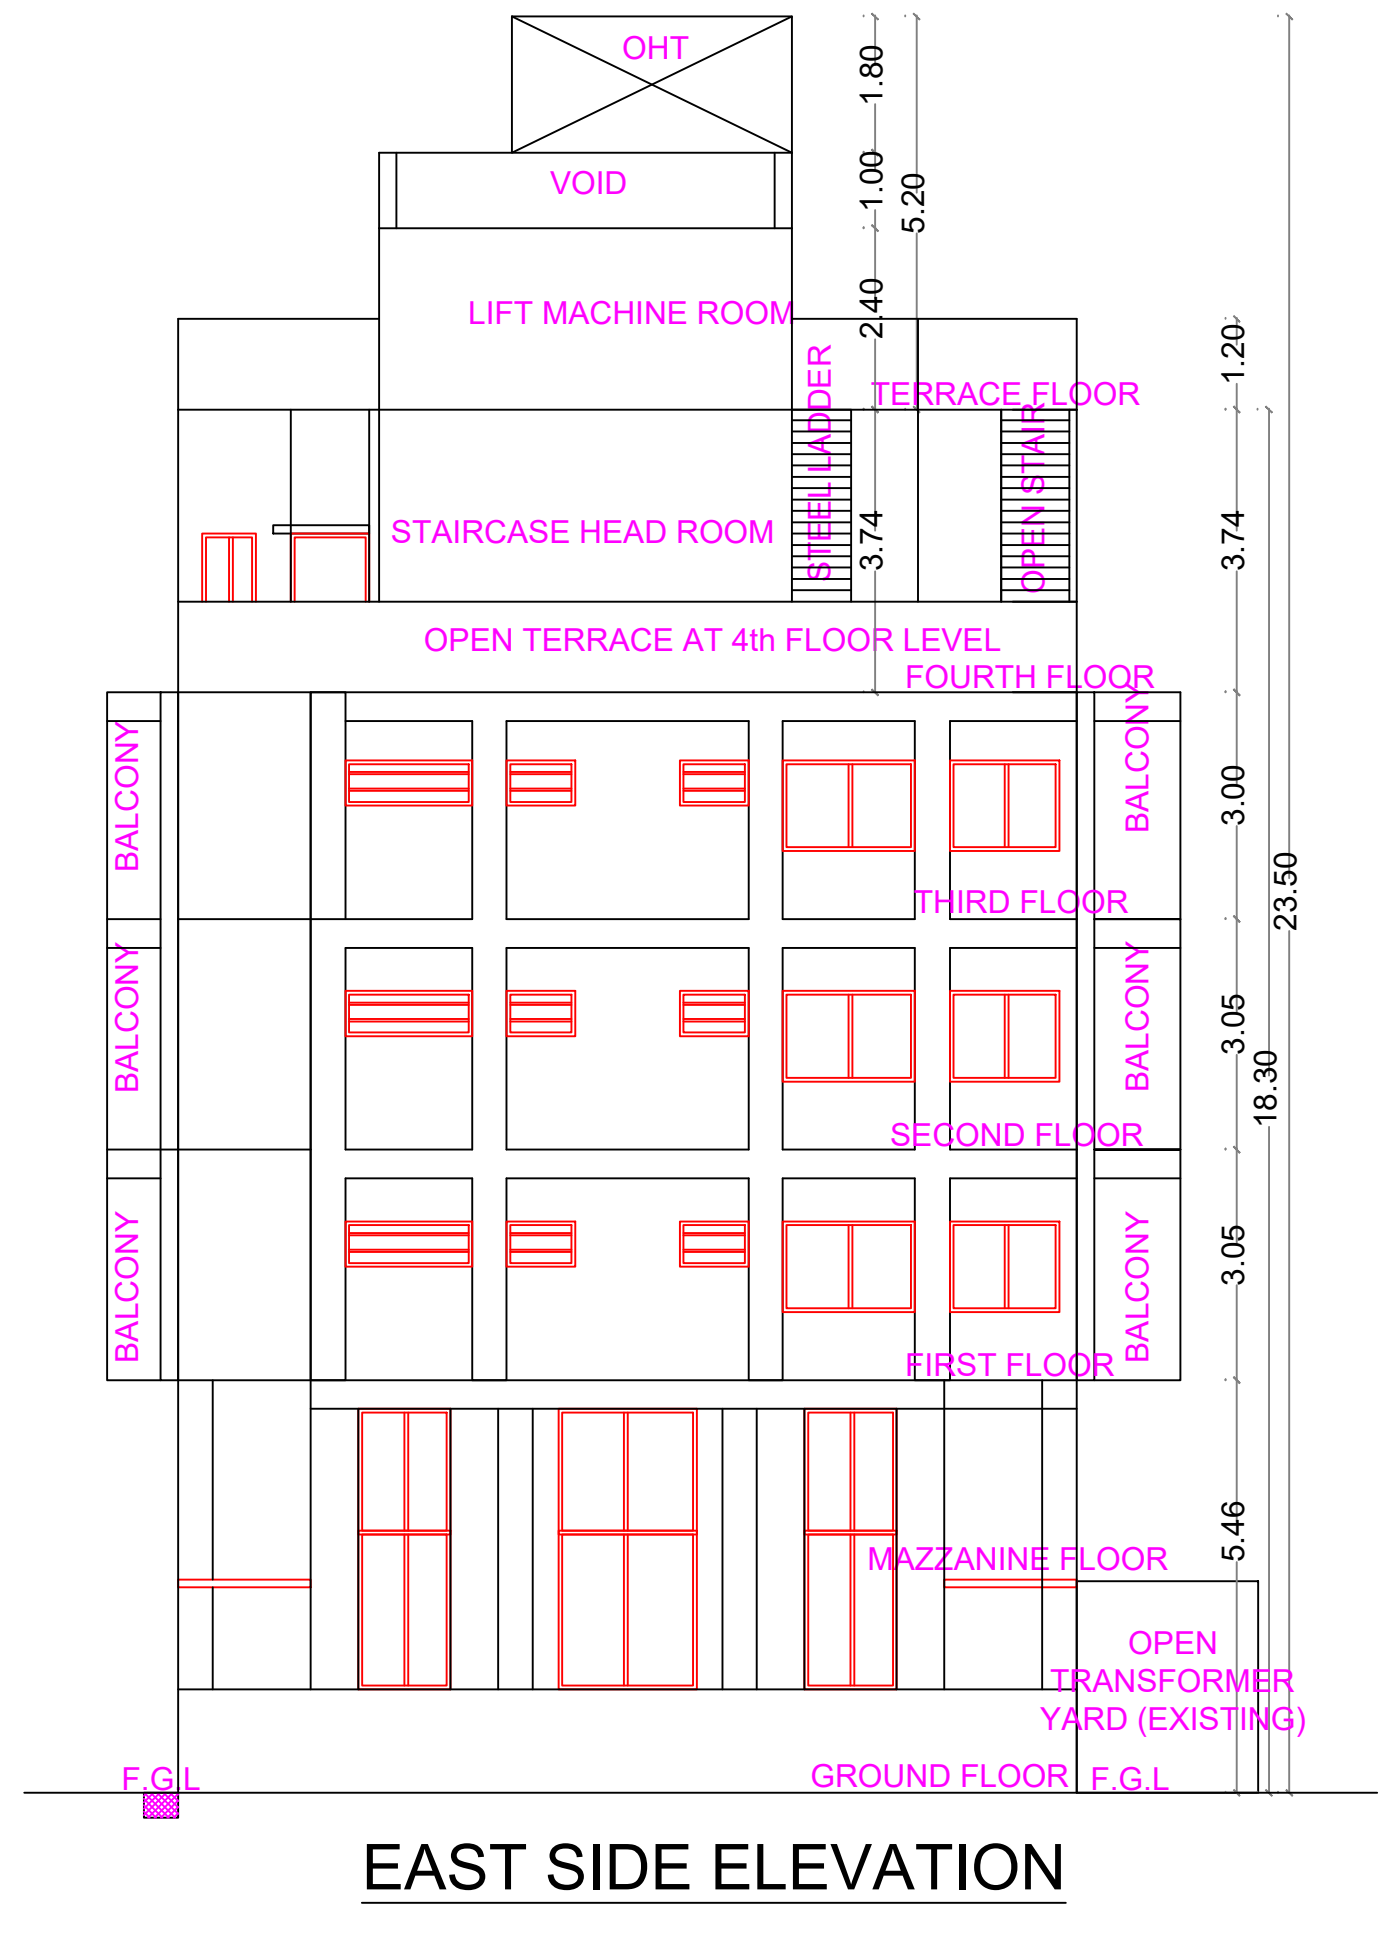 OHT
1.80
VOID
1.00
5.20
LIFT MACHINE ROOM
2.40
1.20
STEEL LADDER
TERRACE FLOOR
OPEN STAIR
STAIRCASE HEAD ROOM
3.74
3.74
OPEN TERRACE AT 4th FLOOR LEVEL
FOURTH FLOOR
BALCONY
BALCONY
3.00
23.50
THIRD FLOOR
BALCONY
BALCONY
3.05
18.30
SECOND FLOOR
BALCONY
BALCONY
3.05
FIRST FLOOR
5.46
MAZZANINE FLOOR
OPEN
TRANSFORMER
YARD (EXISTING)
F.G.L
GROUND FLOOR
F.G.L
EAST SIDE ELEVATION